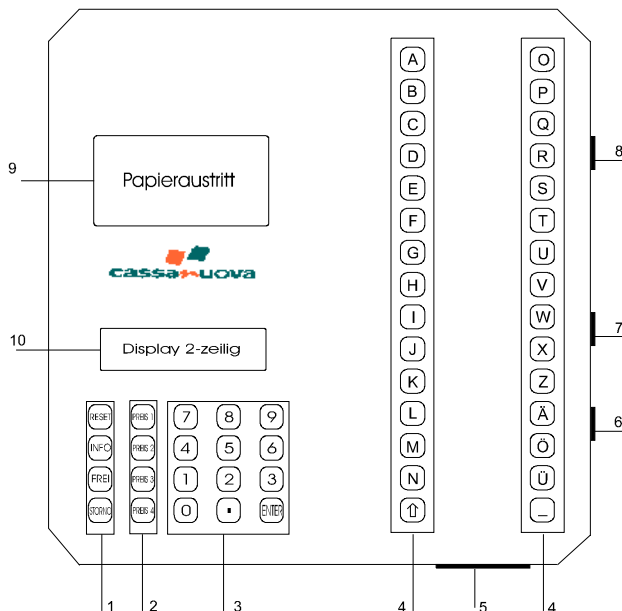 9
Papieraustritt
cassanuova
10
Display 2-zeilig
RESET
INFO
FREI
STORNO
PREIS 1
PREIS 2
PREIS 3
PREIS 4
7 8 9
4 5 6
1 2 3
0 . ENTER
A
B
C
D
E
F
G
H
I
J
K
L
M
N
⇧
O
P
Q
R
S
T
U
V
W
X
Z
Ä
Ö
Ü
_
8
7
6
1 2 3 4 5 4